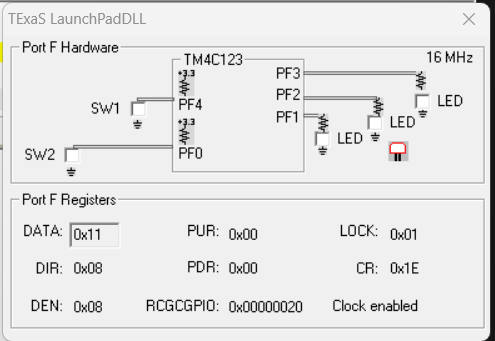 TExaS LaunchPadDLL
Port F Hardware
TM4C123
16 MHz
+3.3
PF3
SW1
PF4
PF2
LED
+3.3
PF1
LED
SW2
PF0
LED
Port F Registers
DATA: 0x11 PUR: 0x00 LOCK: 0x01
DIR: 0x08 PDR: 0x00 CR: 0x1E
DEN: 0x08 RCGCGPIO: 0x00000020 Clock enabled